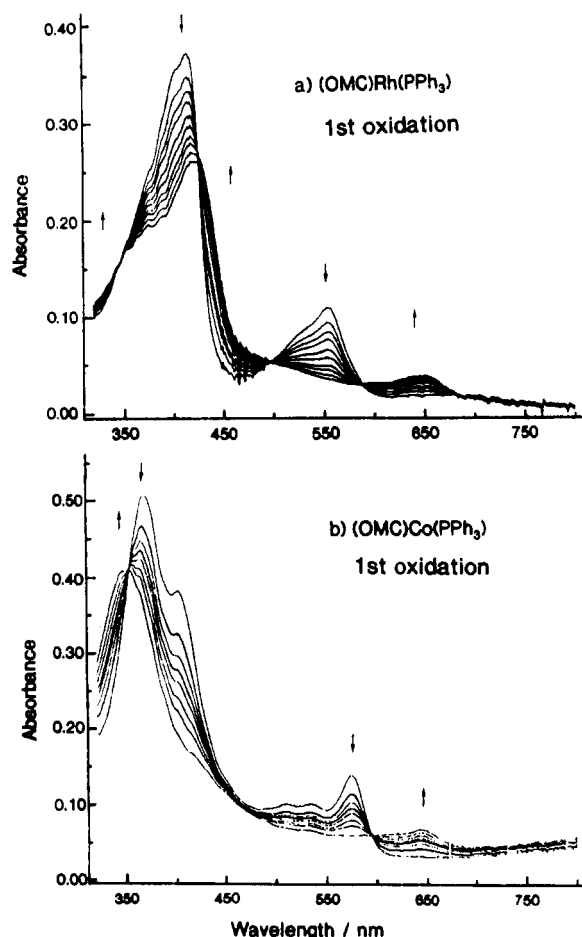 a) (OMC)Rh(PPh₃)
1st oxidation
Absorbance
0.40
0.30
0.20
0.10
0.00
350 450 550 650 750
b) (OMC)Co(PPh₃)
1st oxidation
Absorbance
0.50
0.40
0.30
0.20
0.10
0.00
350 450 550 650 750
Wavelength / nm